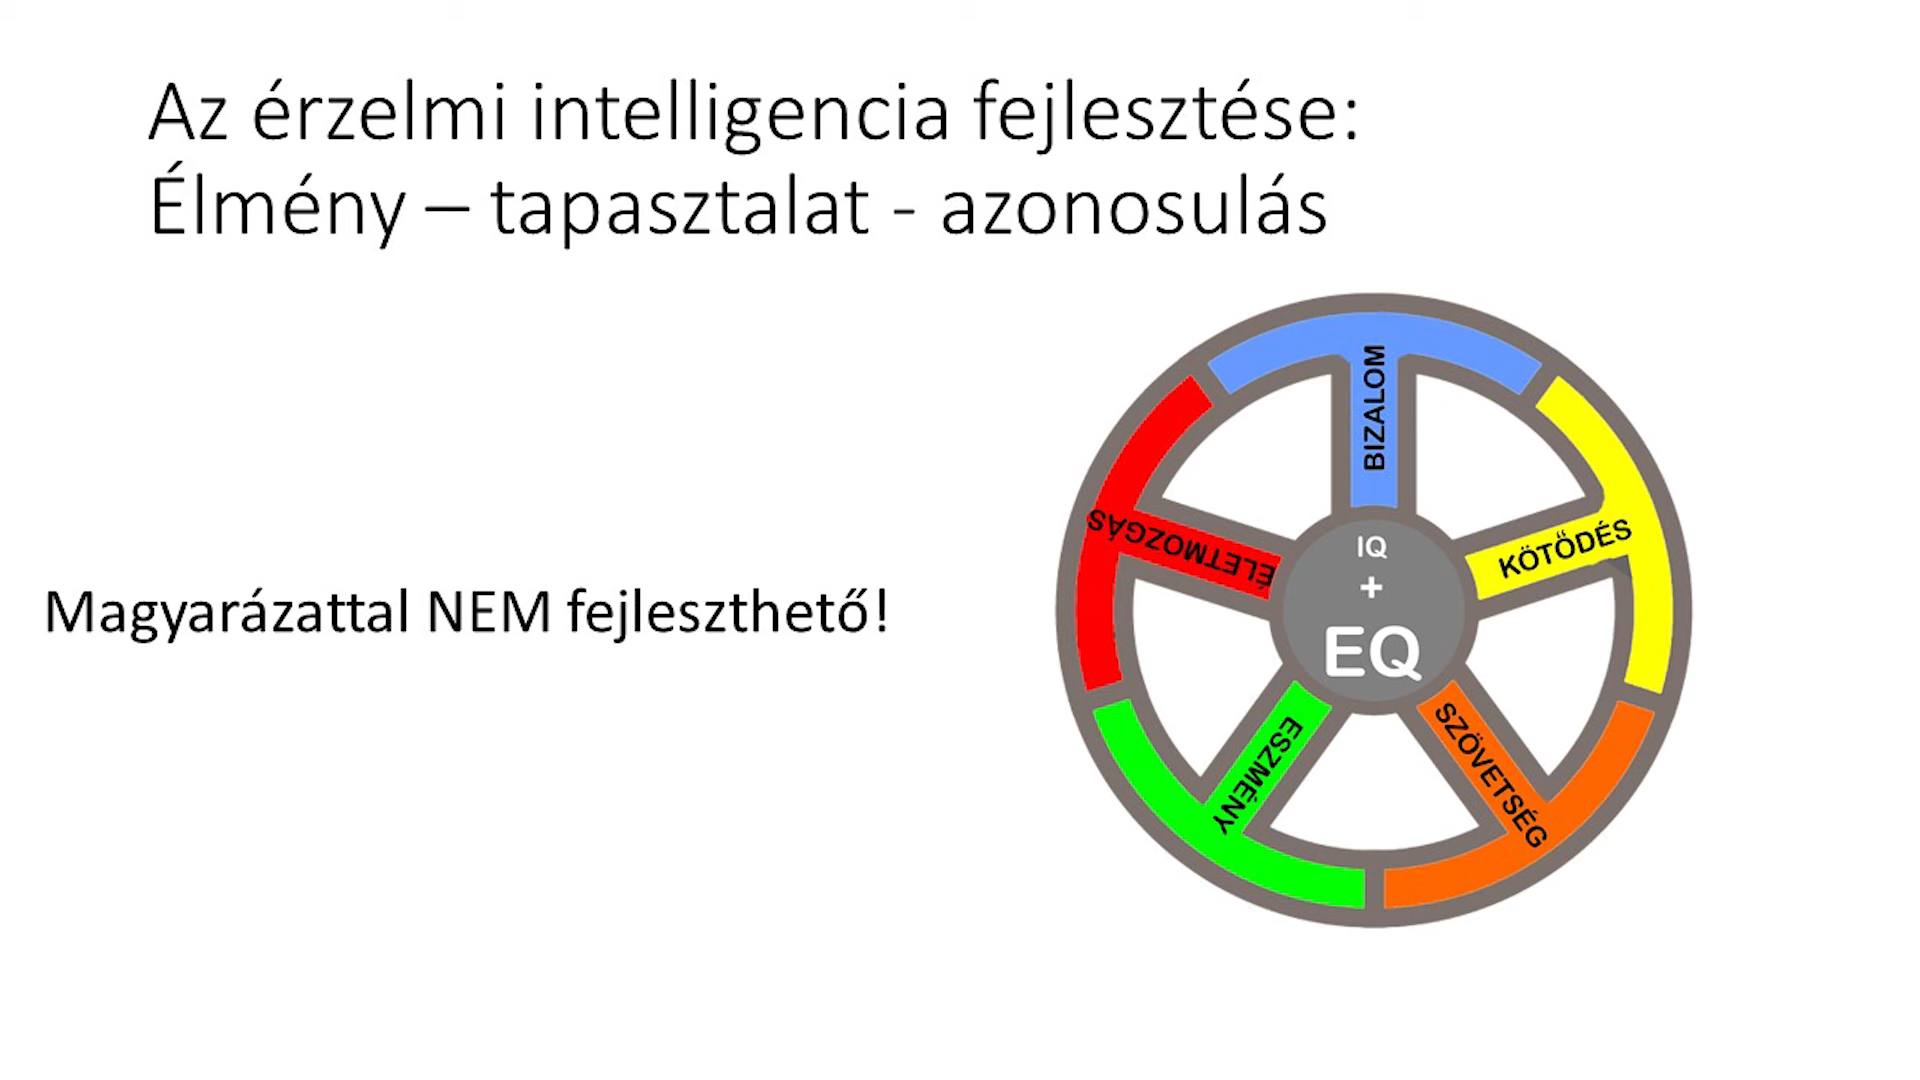 Az érzelmi intelligencia fejlesztése:
Élmény – tapasztalat - azonosulás
Magyarázattal NEM fejleszthető!
BIZALOM
KÖTŐDÉS
SZÖVETSÉG
ESZMÉNY
ÉLETMOZGÁS
IQ
+
EQ